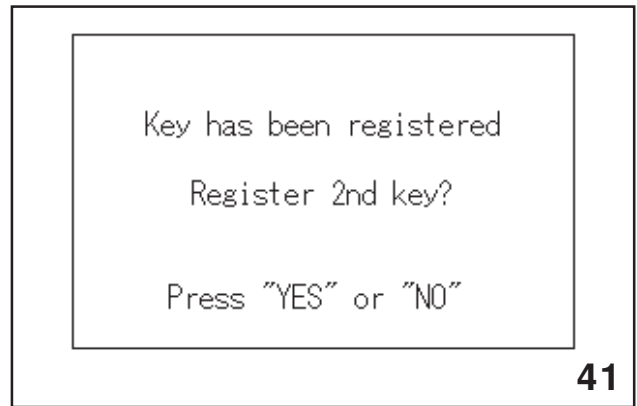 Key has been registered
Register 2nd key?
Press "YES" or "NO"
41